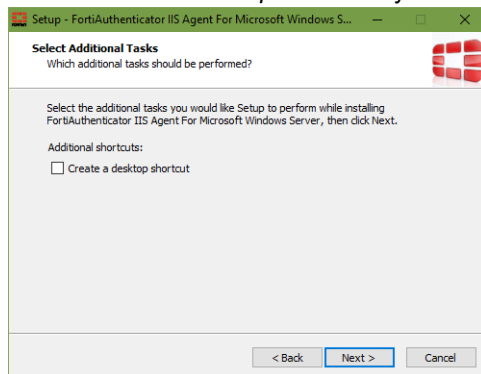 Setup - FortiAuthenticator IIS Agent For Microsoft Windows S...
Select Additional Tasks
Which additional tasks should be performed?
Select the additional tasks you would like Setup to perform while installing
FortiAuthenticator IIS Agent For Microsoft Windows Server, then click Next.
Additional shortcuts:
Create a desktop shortcut
< Back Next > Cancel